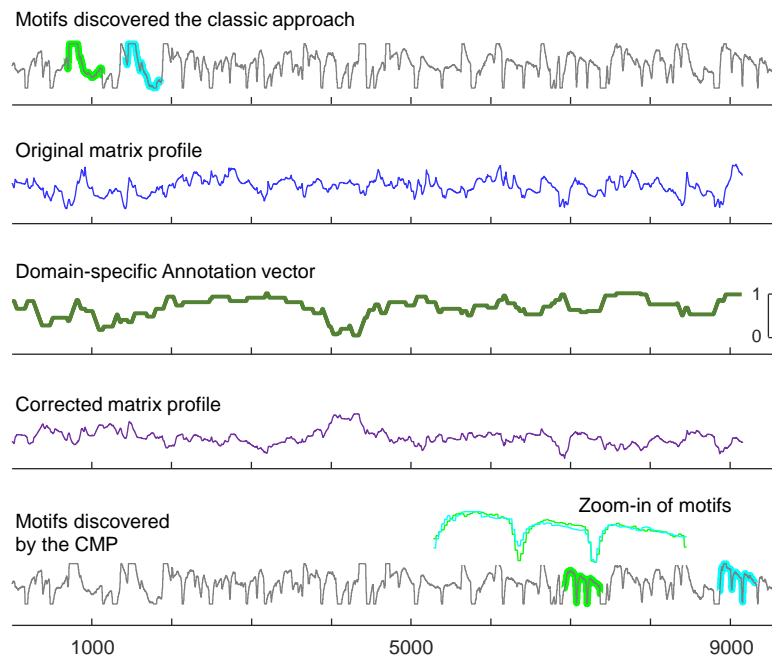 Motifs discovered the classic approach
Original matrix profile
Domain-specific Annotation vector
1
0
Corrected matrix profile
Zoom-in of motifs
Motifs discovered
by the CMP
1000 5000 9000